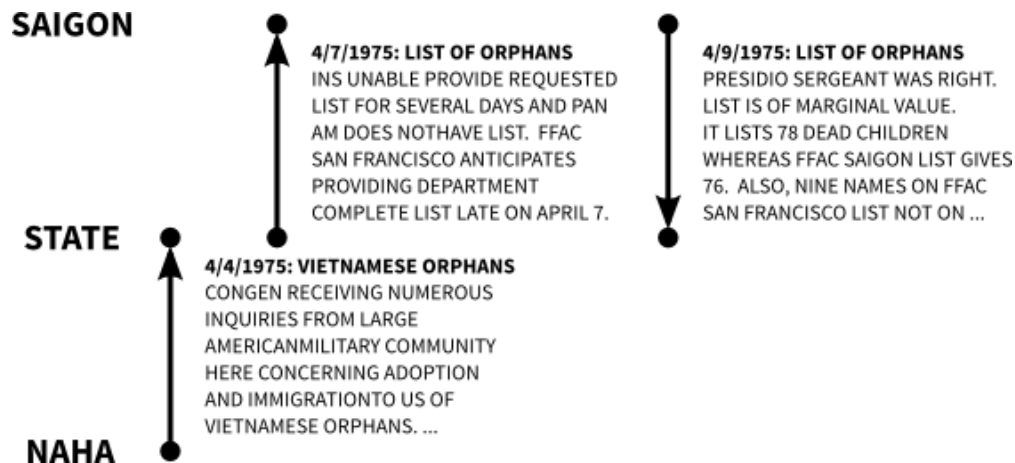 SAIGON
4/7/1975: LIST OF ORPHANS
INS UNABLE PROVIDE REQUESTED
LIST FOR SEVERAL DAYS AND PAN
AM DOES NOTHAVE LIST. FFAC
SAN FRANCISCO ANTICIPATES
PROVIDING DEPARTMENT
COMPLETE LIST LATE ON APRIL 7.
4/9/1975: LIST OF ORPHANS
PRESIDIO SERGEANT WAS RIGHT.
LIST IS OF MARGINAL VALUE.
IT LISTS 78 DEAD CHILDREN
WHEREAS FFAC SAIGON LIST GIVES
76. ALSO, NINE NAMES ON FFAC
SAN FRANCISCO LIST NOT ON ...
STATE
4/4/1975: VIETNAMESE ORPHANS
CONGEN RECEIVING NUMEROUS
INQUIRIES FROM LARGE
AMERICANMILITARY COMMUNITY
HERE CONCERNING ADOPTION
AND IMMIGRATIONTO US OF
VIETNAMESE ORPHANS. ...
NAHA